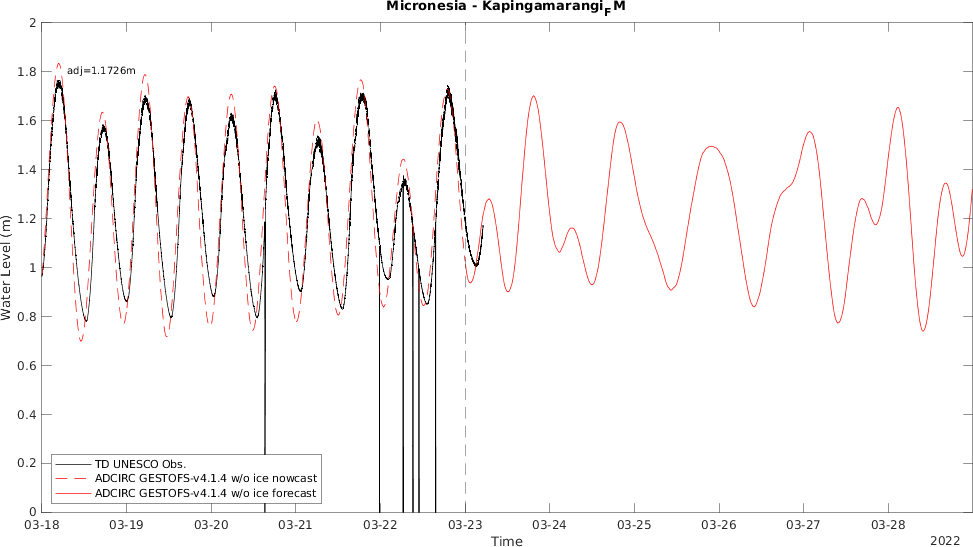 Micronesia - Kapingamarangi_FM
adj=1.1726m
Water Level (m)
2
1.8
1.6
1.4
1.2
1
0.8
0.6
0.4
0.2
0
TD UNESCO Obs.
ADCIRC GESTOFS-v4.1.4 w/o ice nowcast
ADCIRC GESTOFS-v4.1.4 w/o ice forecast
03-18 03-19 03-20 03-21 03-22 03-23 03-24 03-25 03-26 03-27 03-28
Time
2022